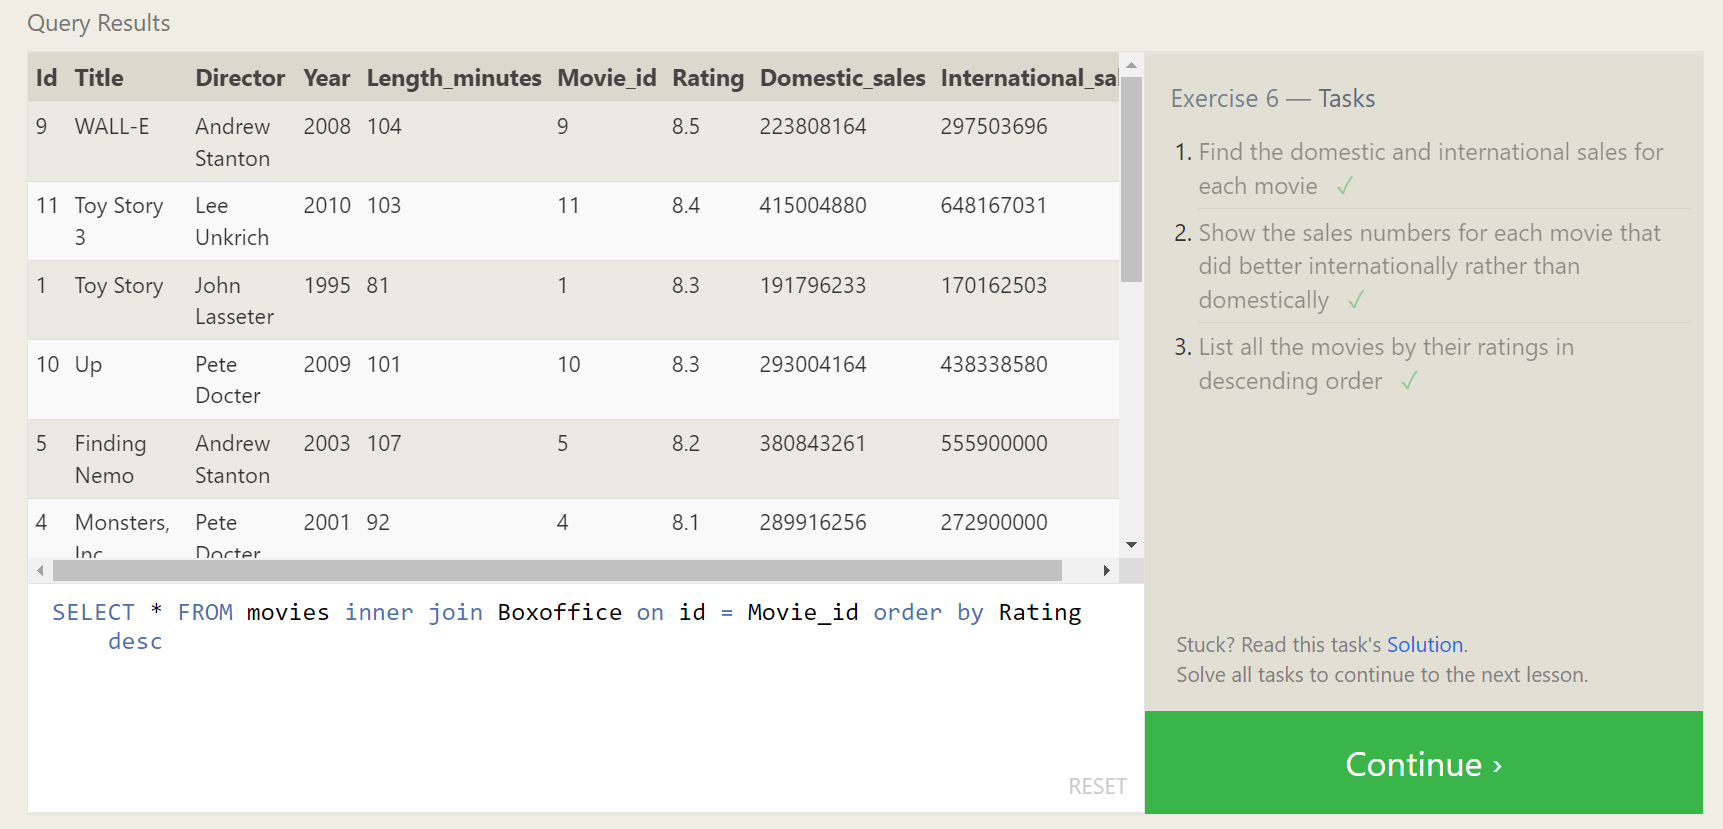 Query Results
Id Title Director Year Length_minutes Movie_id Rating Domestic_sales International_sal
9 WALL-E Andrew 2008 104 9 8.5 223808164 297503696
Stanton
11 Toy Story Lee 2010 103 11 8.4 415004880 648167031
3 Unkrich
1 Toy Story John 1995 81 1 8.3 191796233 170162503
Lasseter
10 Up Pete 2009 101 10 8.3 293004164 438338580
Docter
5 Finding Andrew 2003 107 5 8.2 380843261 555900000
Nemo Stanton
4 Monsters, Pete 2001 92 4 8.1 289916256 272900000
Inc. Docter
SELECT * FROM movies inner join Boxoffice on id = Movie_id order by Rating
desc
RESET
Exercise 6 — Tasks
1. Find the domestic and international sales for
each movie ✓
2. Show the sales numbers for each movie that
did better internationally rather than
domestically ✓
3. List all the movies by their ratings in
descending order ✓
Stuck? Read this task's Solution.
Solve all tasks to continue to the next lesson.
Continue ›